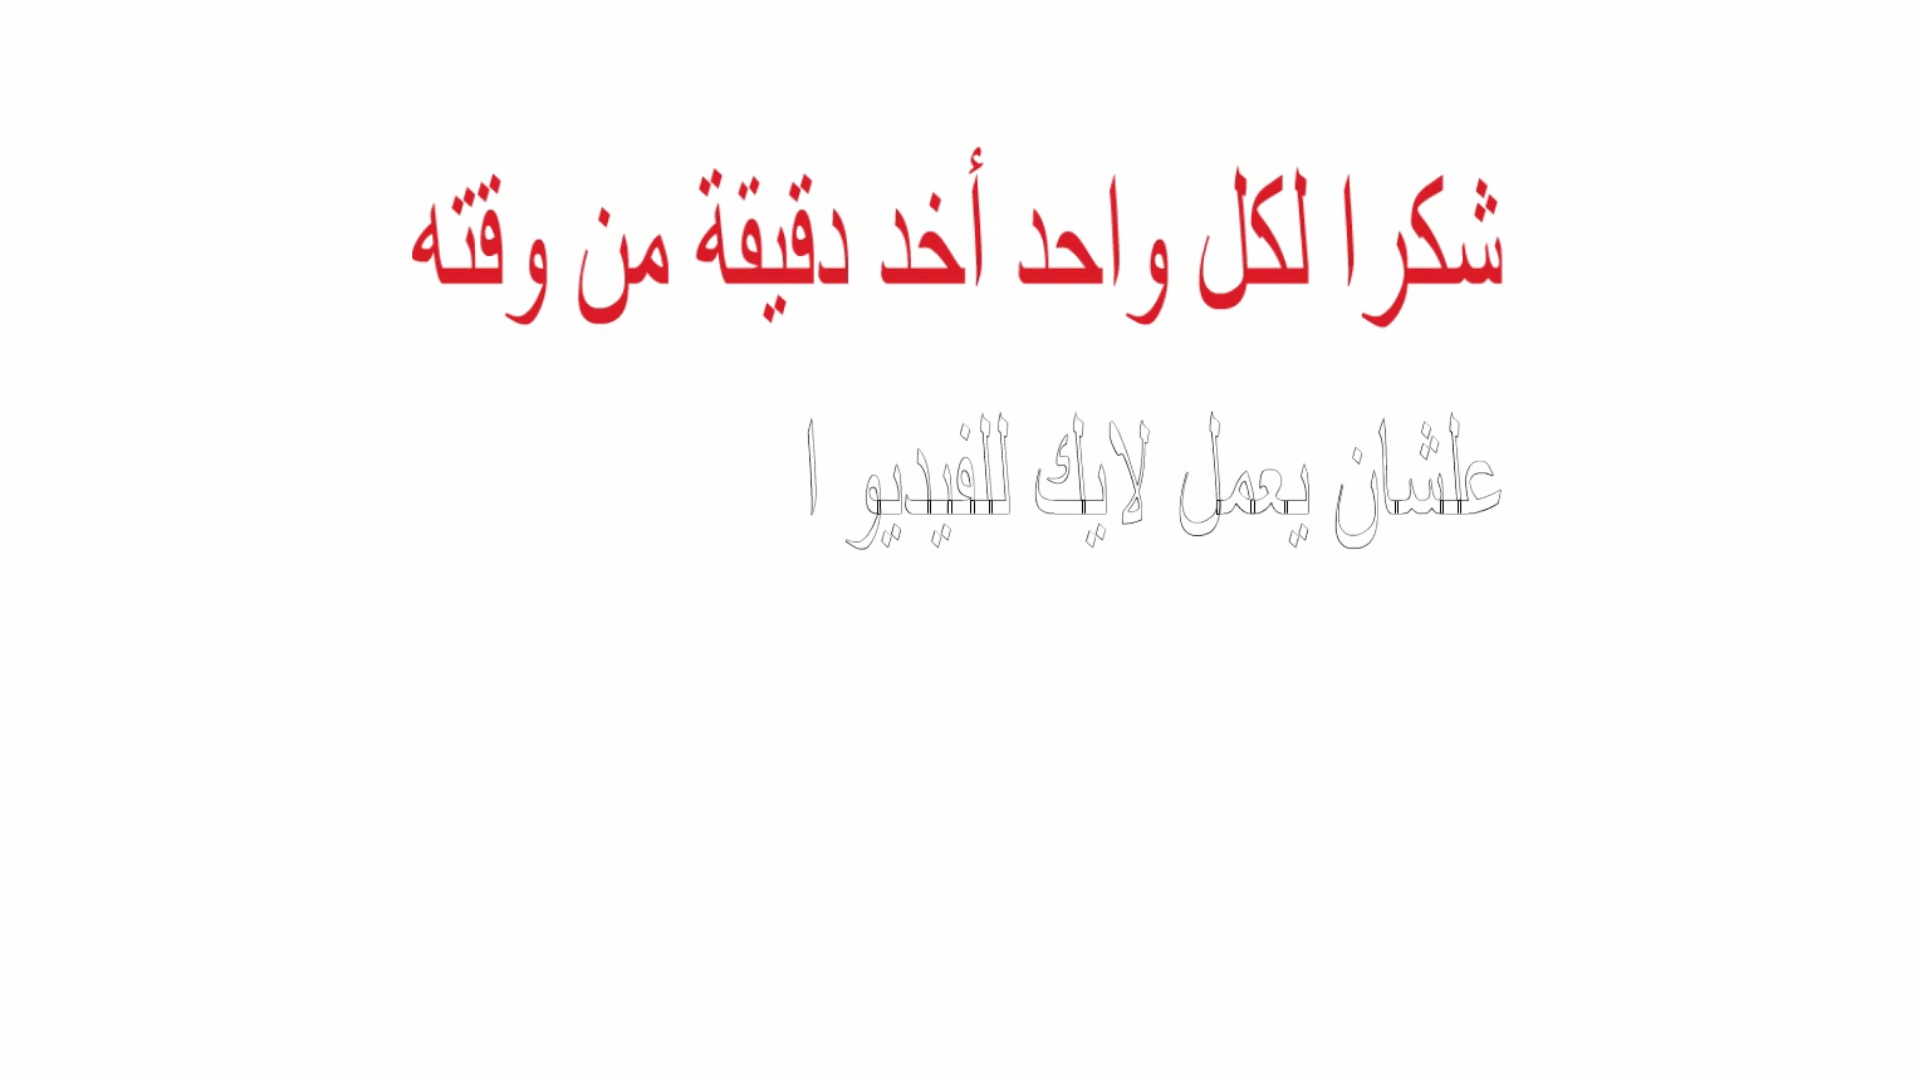 شكرا لكل واحد أخد دقيقة من وقته
علشان يعمل لايك للفيديو ا